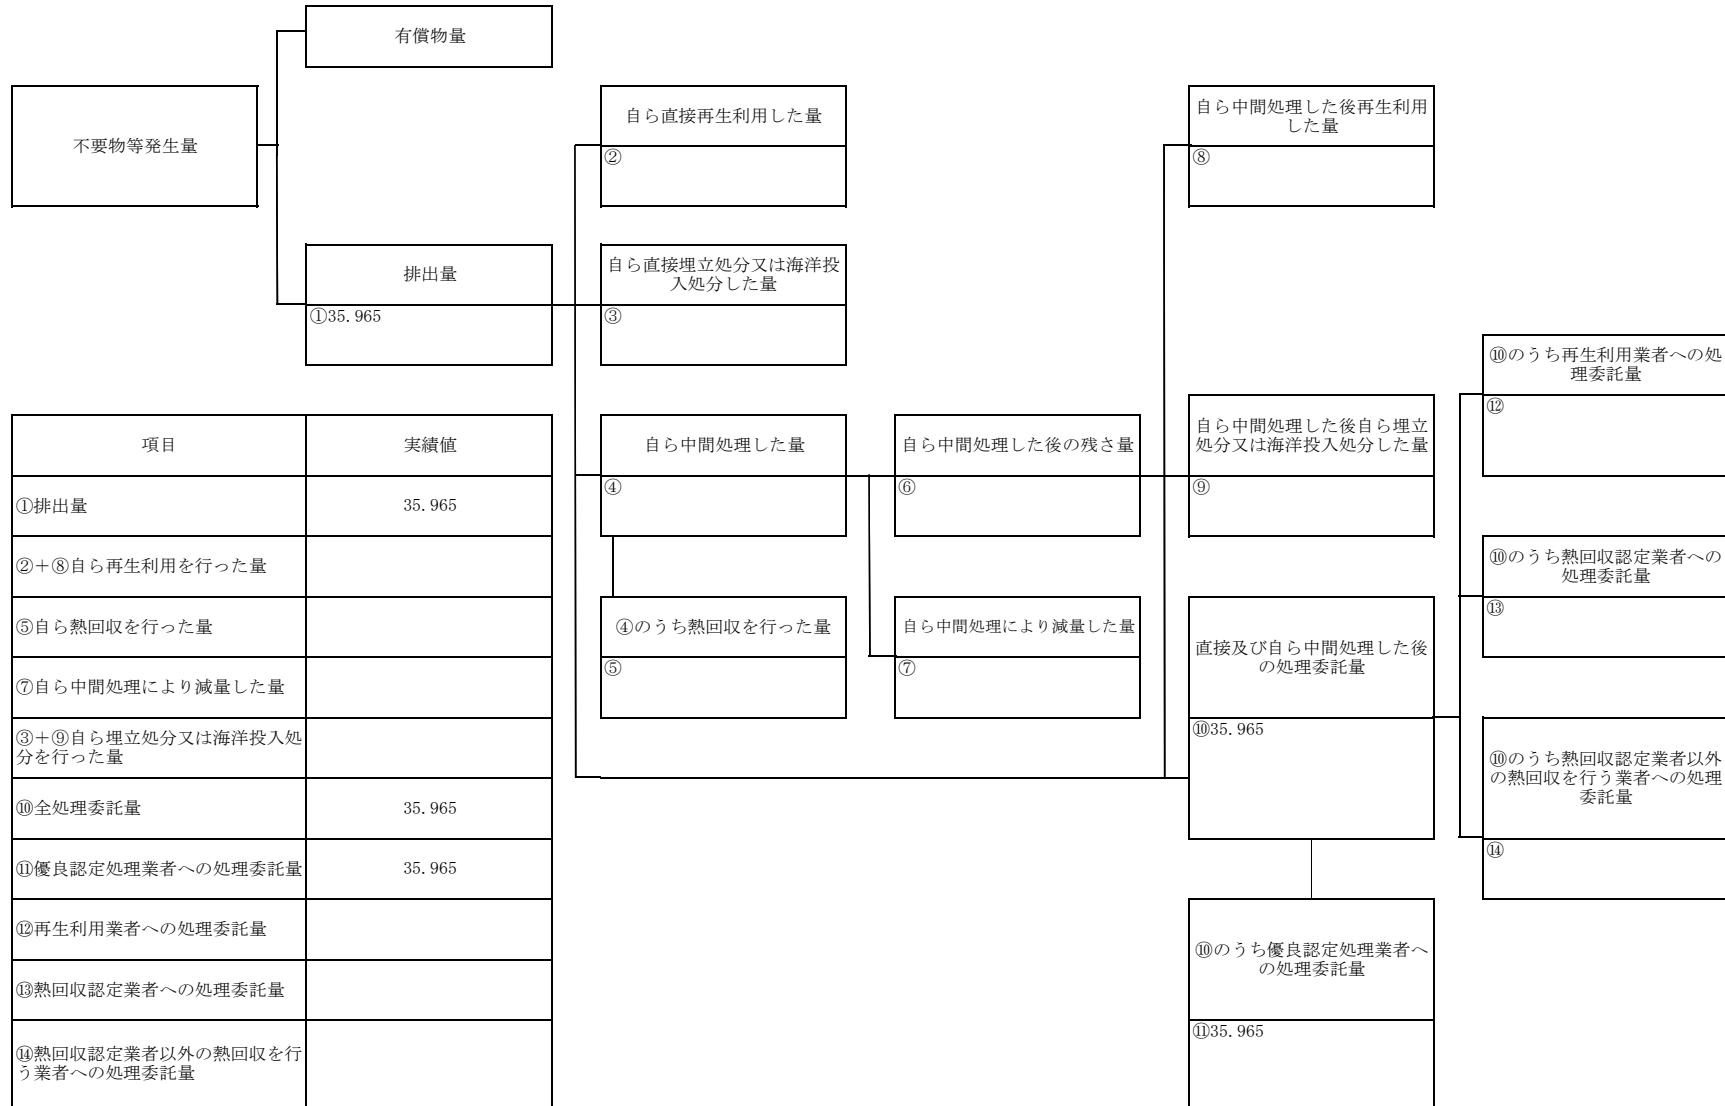 有償物量
不要物等発生量
自ら直接再生利用した量
②
自ら中間処理した後再生利用
した量
⑧
排出量
①35.965
自ら直接埋立処分又は海洋投
入処分した量
③
⑩のうち再生利用業者への処
理委託量
⑫
自ら中間処理した量
④
自ら中間処理した後の残さ量
⑥
自ら中間処理した後自ら埋立
処分又は海洋投入処分した量
⑨
⑩のうち熱回収認定業者への
処理委託量
⑬
④のうち熱回収を行った量
⑤
自ら中間処理により減量した量
⑦
直接及び自ら中間処理した後
の処理委託量
⑩35.965
⑩のうち熱回収認定業者以外
の熱回収を行う業者への処理
委託量
⑭
⑩のうち優良認定処理業者へ
の処理委託量
⑪35.965
項目 実績値
①排出量 35.965
②+⑧自ら再生利用を行った量
⑤自ら熱回収を行った量
⑦自ら中間処理により減量した量
③+⑨自ら埋立処分又は海洋投入処
分を行った量
⑩全処理委託量 35.965
⑪優良認定処理業者への処理委託量 35.965
⑫再生利用業者への処理委託量
⑬熱回収認定業者への処理委託量
⑭熱回収認定業者以外の熱回収を行
う業者への処理委託量